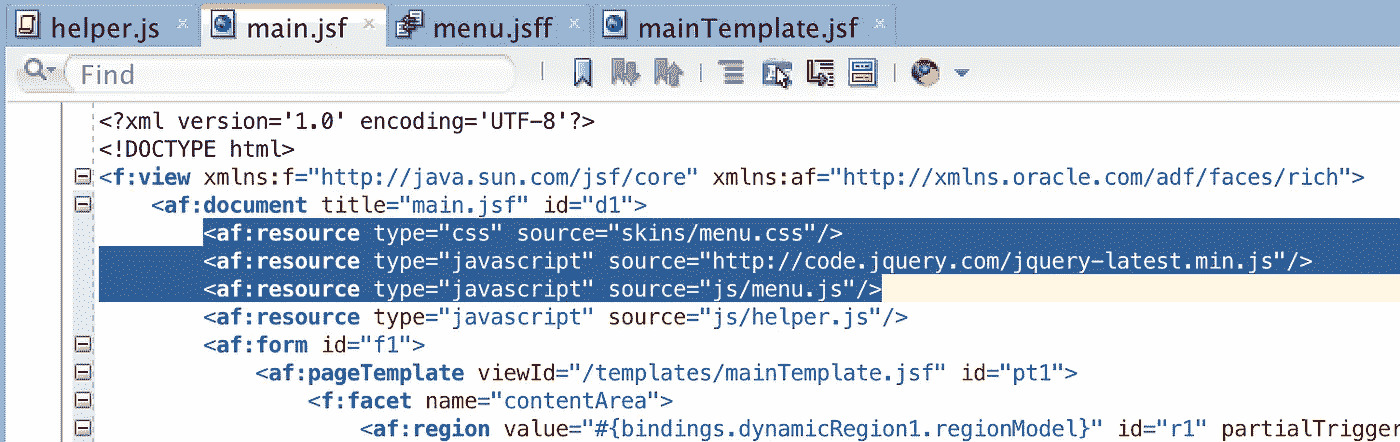 helper.js main.jsf menu.jsff mainTemplate.jsf
Find
<?xml version='1.0' encoding='UTF-8'?>
<!DOCTYPE html>
<f:view xmlns:f="http://java.sun.com/jsf/core" xmlns:af="http://xmlns.oracle.com/adf/faces/rich">
<af:document title="main.jsf" id="d1">
<af:resource type="css" source="skins/menu.css"/>
<af:resource type="javascript" source="http://code.jquery.com/jquery-latest.min.js"/>
<af:resource type="javascript" source="js/menu.js"/>
<af:resource type="javascript" source="js/helper.js"/>
<af:form id="f1">
<af:pageTemplate viewId="/templates/mainTemplate.jsf" id="pt1">
<f:facet name="contentArea">
<af:region value="#{bindings.dynamicRegion1.regionModel}" id="r1" partialTrigge